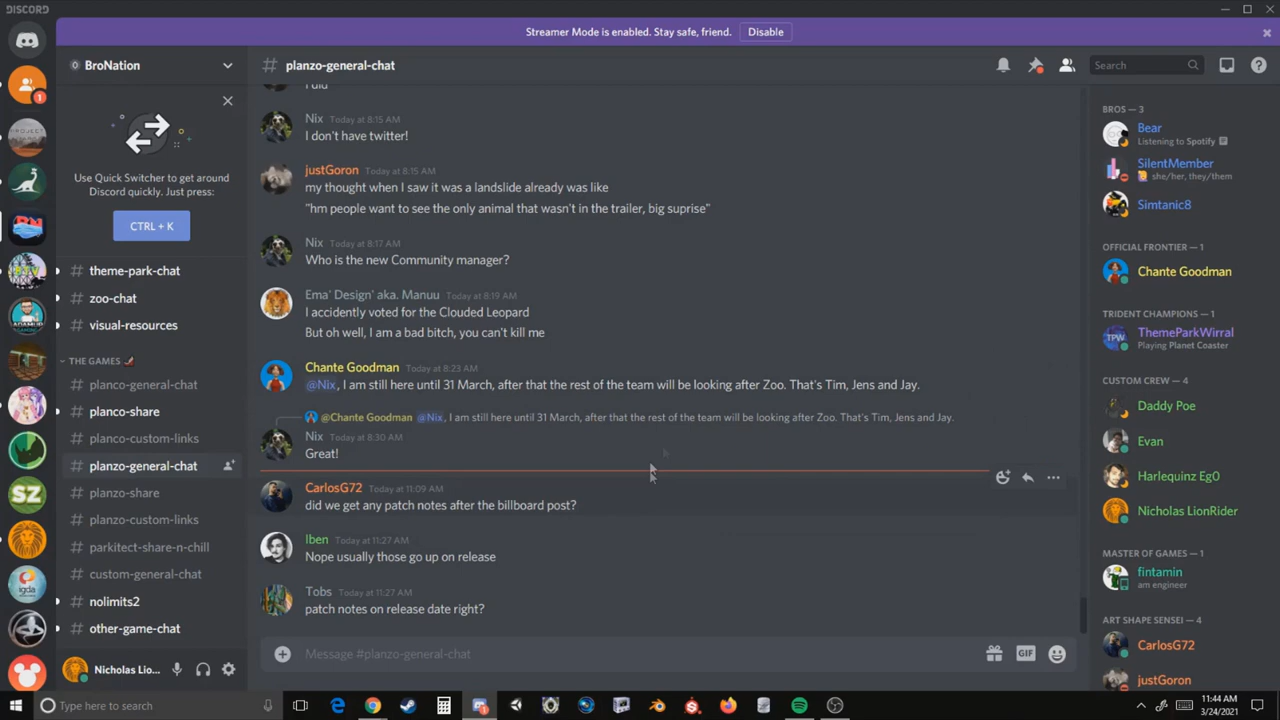 DISCORD
Streamer Mode is enabled. Stay safe, friend. Disable
BroNation
Use Quick Switcher to get around
Discord quickly. Just press:
CTRL + K
theme-park-chat
zoo-chat
visual-resources
THE GAMES
planco-general-chat
planco-share
planco-custom-links
planzo-general-chat
planzo-share
planzo-custom-links
parkitect-share-n-chill
custom-general-chat
nolimits2
other-game-chat
Nicholas Lion...
planzo-general-chat
Search
I did
Nix Today at 8:15 AM
I don't have twitter!
justGoron Today at 8:15 AM
my thought when I saw it was a landslide already was like
"hm people want to see the only animal that wasn't in the trailer, big suprise"
Nix Today at 8:17 AM
Who is the new Community manager?
Ema' Design' aka. Manuu Today at 8:19 AM
I accidently voted for the Clouded Leopard
But oh well, I am a bad bitch, you can't kill me
Chante Goodman Today at 8:23 AM
@Nix, I am still here until 31 March, after that the rest of the team will be looking after Zoo. That's Tim, Jens and Jay.
@Chante Goodman @Nix, I am still here until 31 March, after that the rest of the team will be looking after Zoo. That's Tim, Jens and Jay.
Nix Today at 8:30 AM
Great!
CarlosG72 Today at 11:09 AM
did we get any patch notes after the billboard post?
Iben Today at 11:27 AM
Nope usually those go up on release
Tobs Today at 11:27 AM
patch notes on release date right?
Message #planzo-general-chat
GIF
BROS — 3
Bear
Listening to Spotify
SilentMember
she/her, they/them
Simtanic8
OFFICIAL FRONTIER — 1
Chante Goodman
TRIDENT CHAMPIONS — 1
ThemeParkWirral
Playing Planet Coaster
CUSTOM CREW — 4
Daddy Poe
Evan
Harlequinz Eg0
Nicholas LionRider
MASTER OF GAMES — 1
fintamin
am engineer
ART SHAPE SENSEI — 4
CarlosG72
justGoron
Type here to search
11:44 AM
3/24/2021